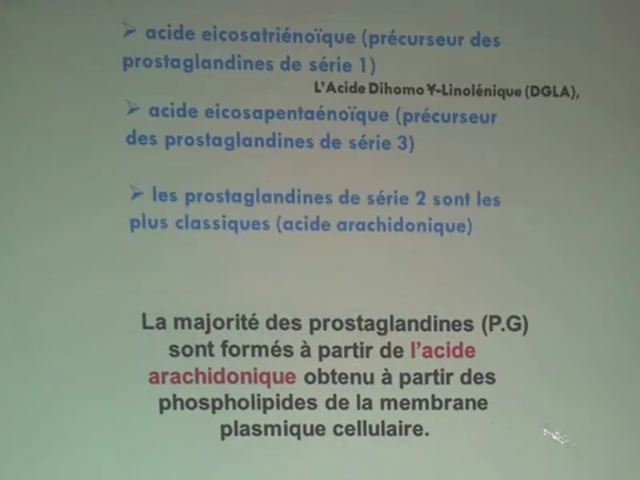 ➢ acide eicosatriénoïque (précurseur des
prostaglandines de série 1)
L'Acide Dihomo ɣ-Linolénique (DGLA),
➢ acide eicosapentaénoïque (précurseur
des prostaglandines de série 3)
➢ les prostaglandines de série 2 sont les
plus classiques (acide arachidonique)
La majorité des prostaglandines (P.G)
sont formés à partir de l'acide
arachidonique obtenu à partir des
phospholipides de la membrane
plasmique cellulaire.